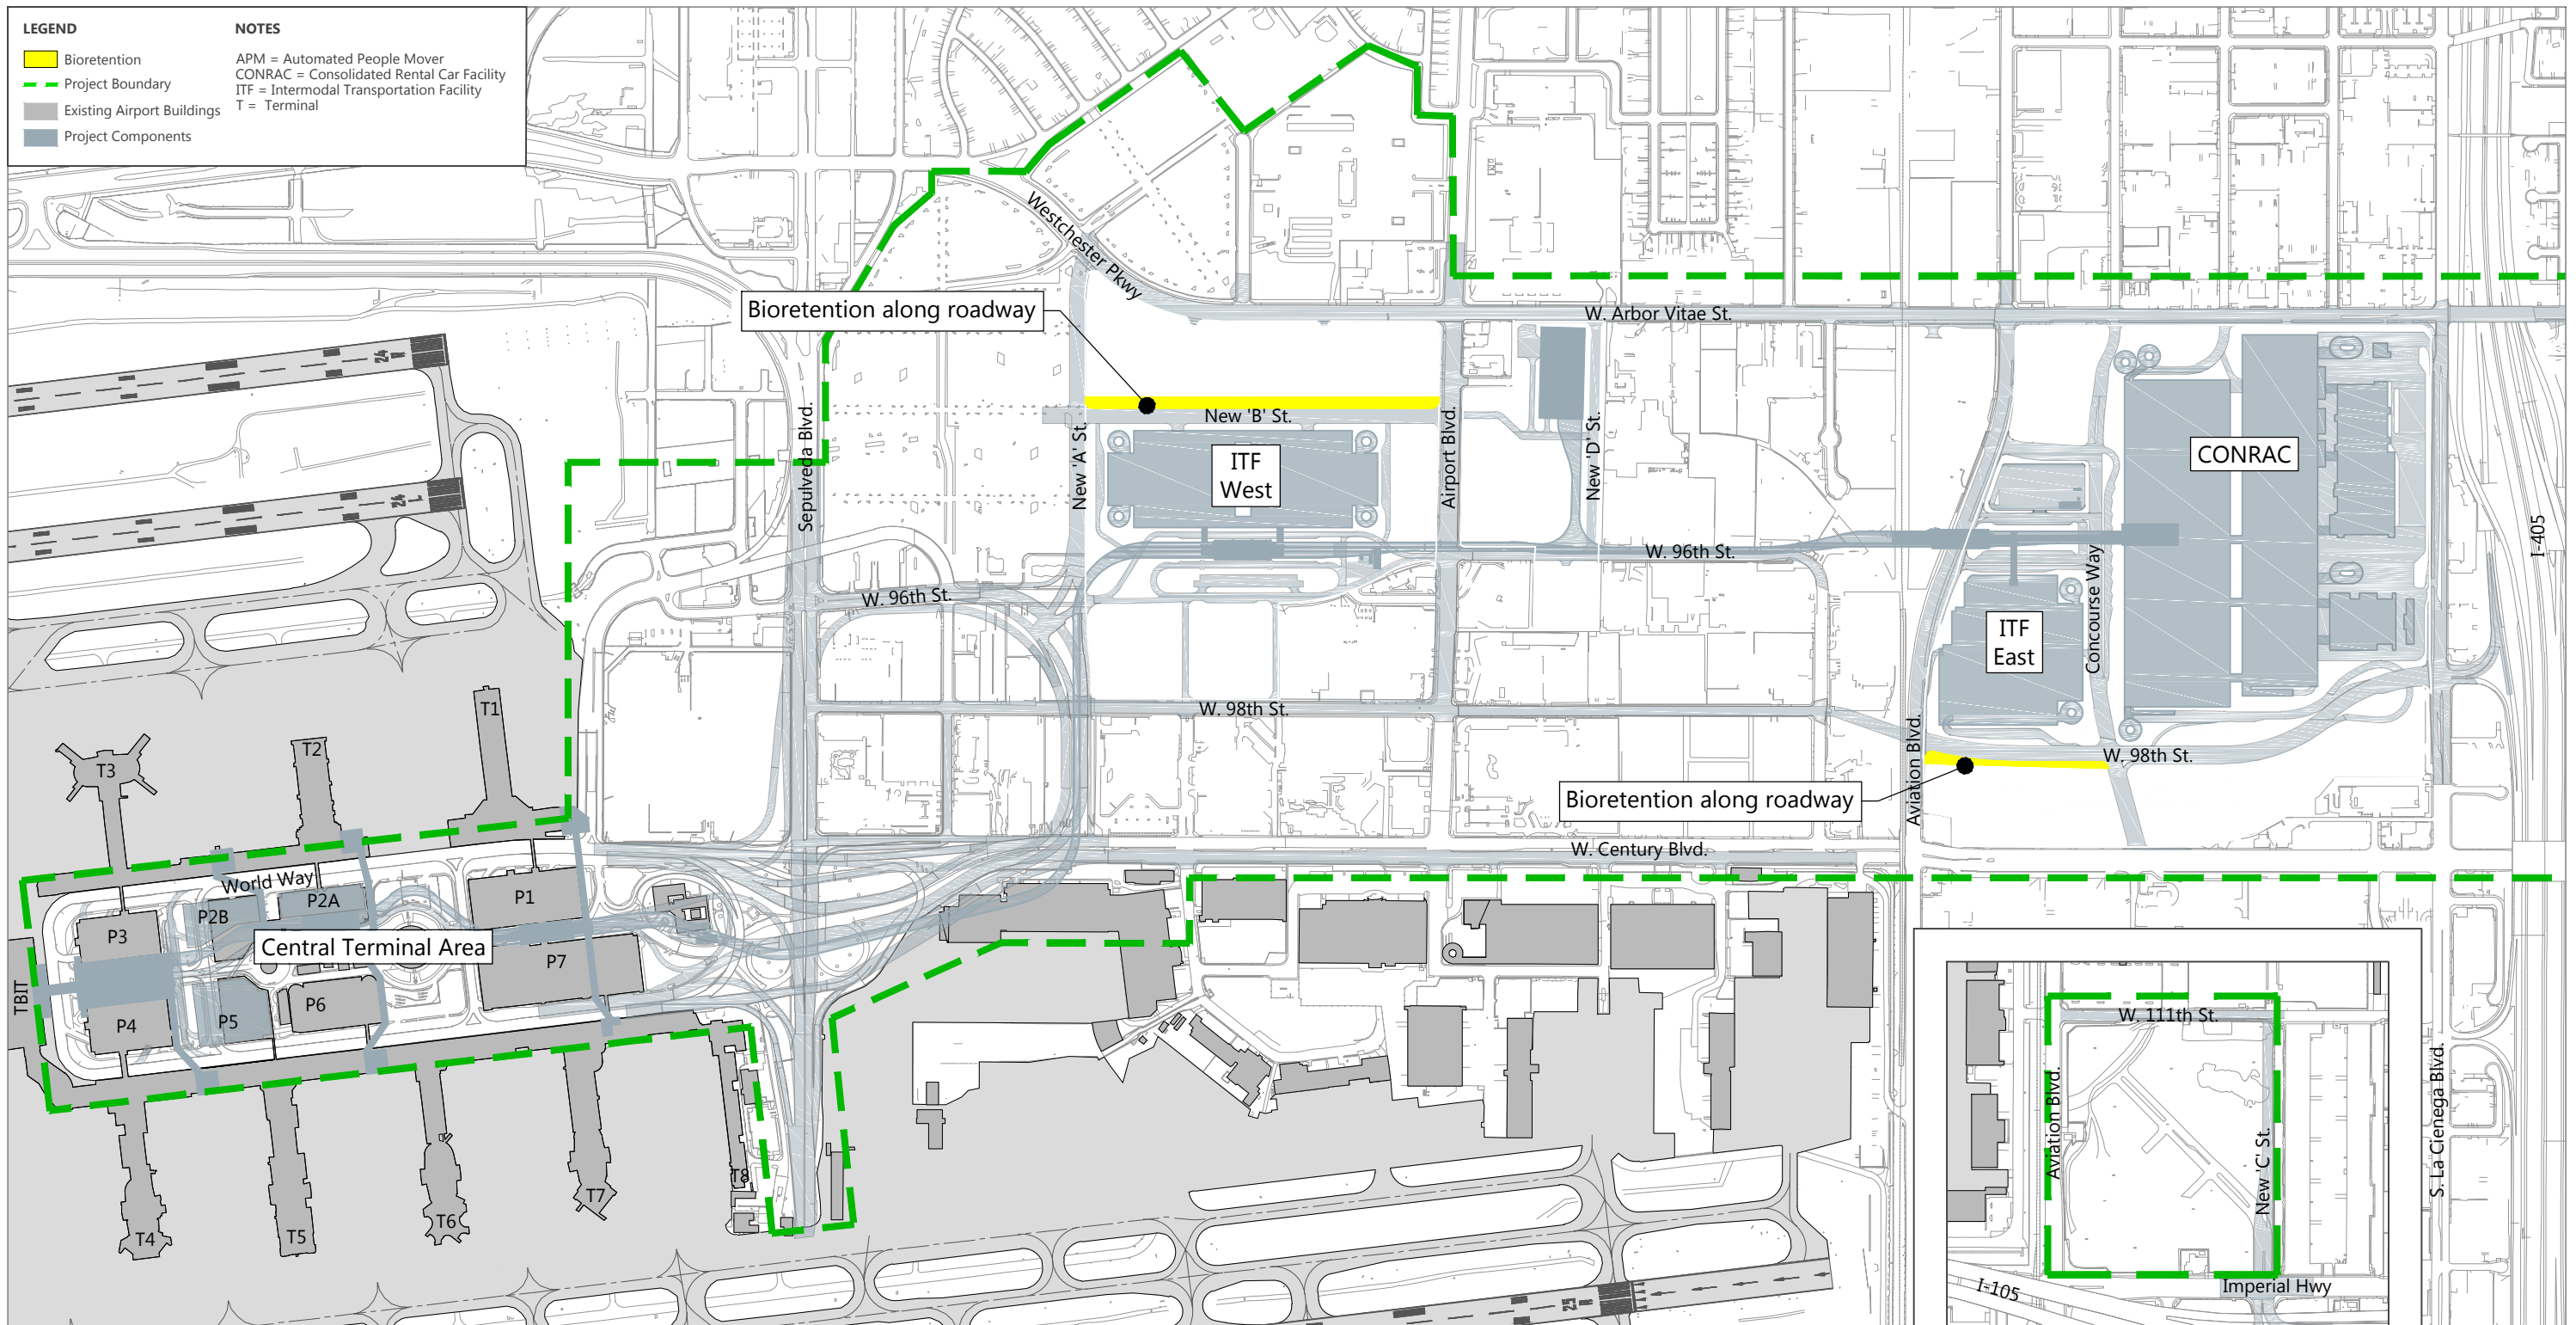 LEGEND
Bioretention
Project Boundary
Existing Airport Buildings
Project Components
NOTES
APM = Automated People Mover
CONRAC = Consolidated Rental Car Facility
ITF = Intermodal Transportation Facility
T = Terminal
Westchester Pkwy
Bioretention along roadway
W. Arbor Vitae St.
24
R
24
L
Sepulveda Blvd.
New 'A' St.
New 'B' St.
Airport Blvd.
New 'D' St.
ITF
West
CONRAC
I-405
W. 96th St.
W. 96th St.
Concourse Way
ITF
East
W. 98th St.
W. 98th St.
Aviation Blvd.
Bioretention along roadway
W. Century Blvd.
T1
T2
T3
World Way
P1
P2A
P2B
P3
Central Terminal Area
P7
P6
P5
P4
TBIT
T8
T7
T6
T5
T4
25
W. 111th St.
Aviation Blvd.
New 'C' St.
S. La Cienega Blvd.
Imperial Hwy
I-105